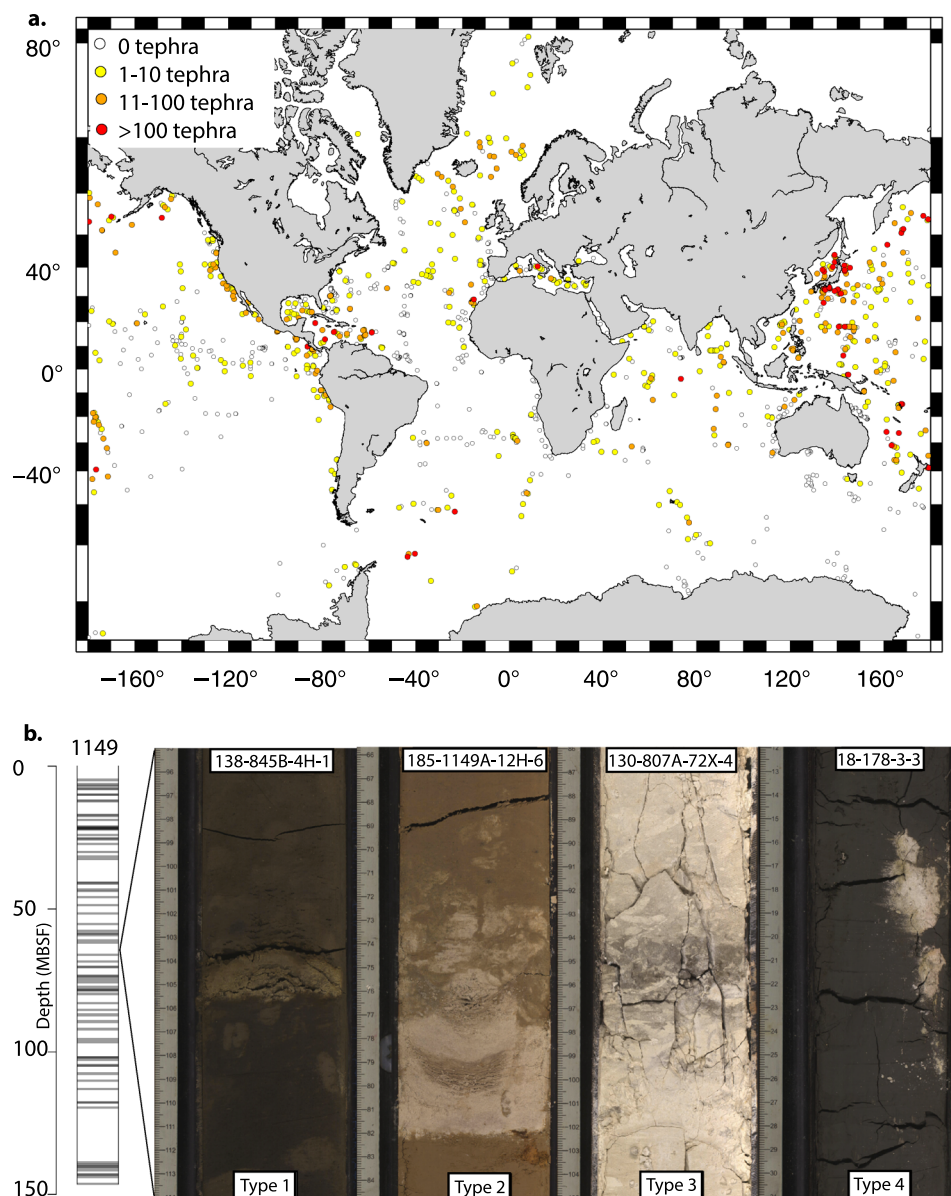 a.
80°
0 tephra
1-10 tephra
11-100 tephra
>100 tephra
40°
0°
−40°
−160° −120° −80° −40° 0° 40° 80° 120° 160°
b.
1149
0
50
100
150
Depth (MBSF)
138-845B-4H-1
185-1149A-12H-6
130-807A-72X-4
18-178-3-3
Type 1
Type 2
Type 3
Type 4